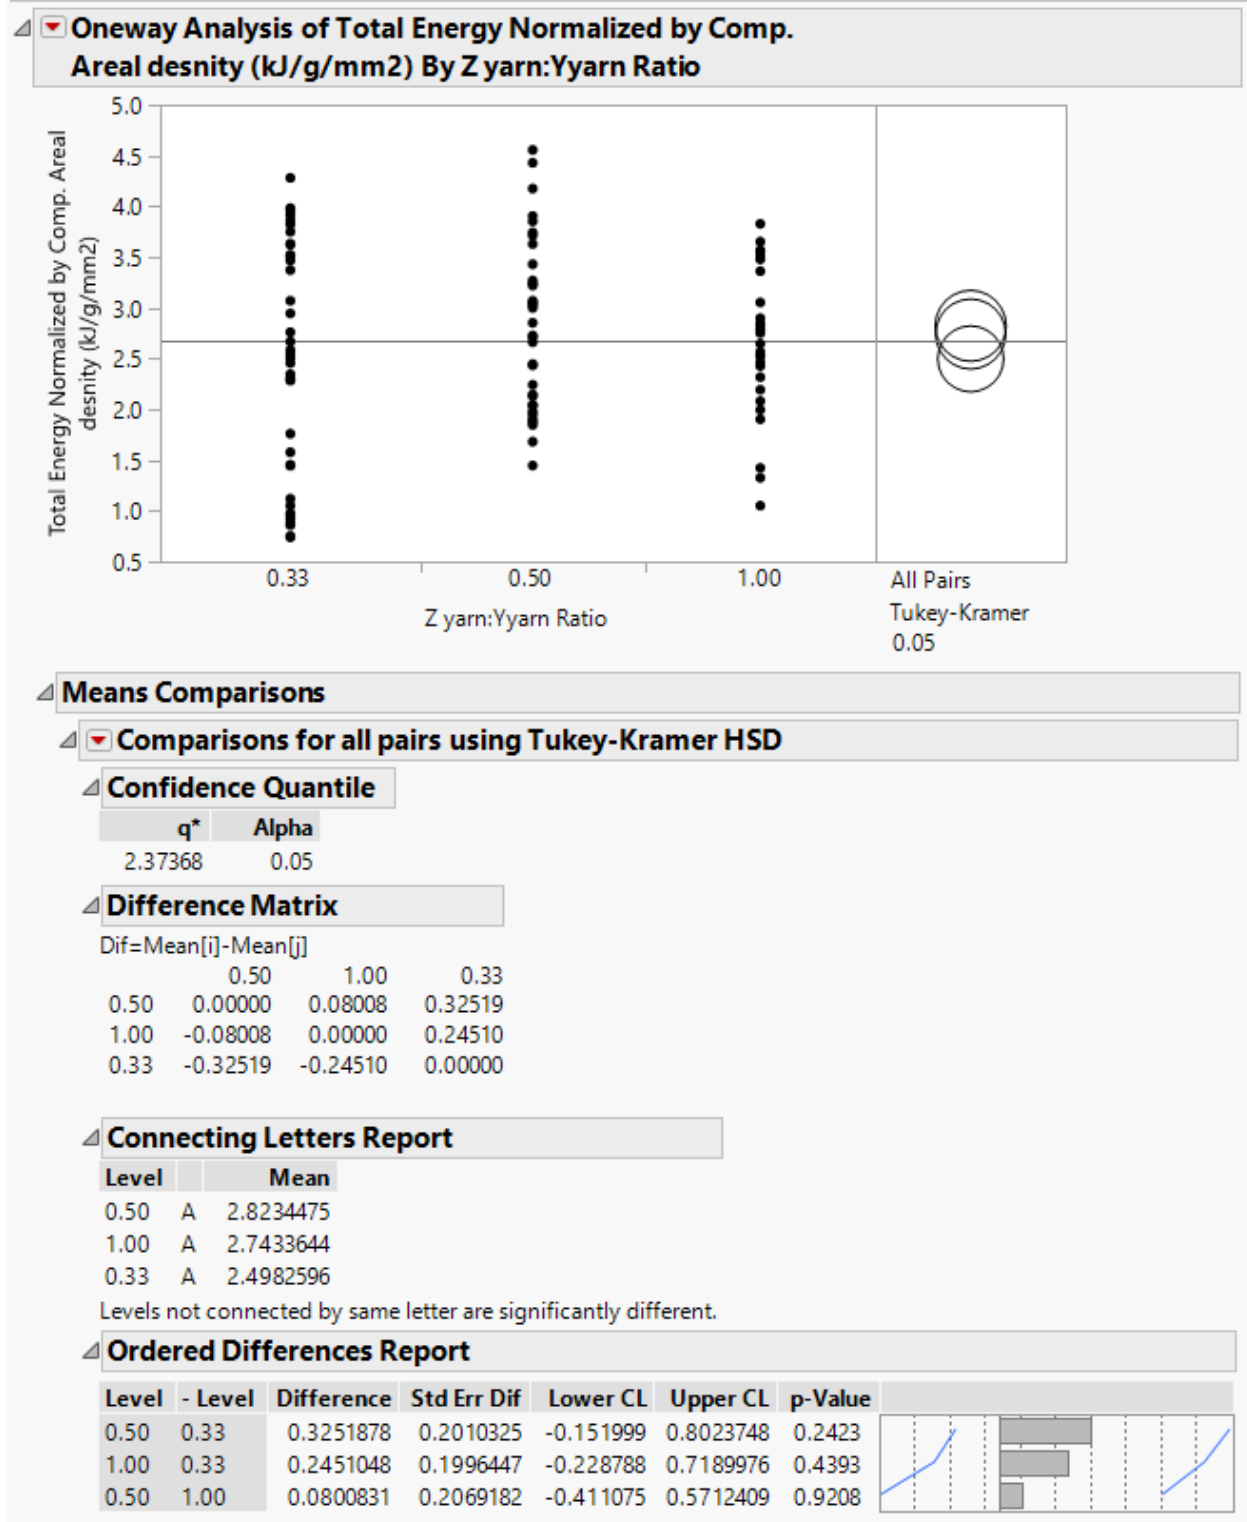 Oneway Analysis of Total Energy Normalized by Comp.
Areal desnity (kJ/g/mm2) By Z yarn:Yyarn Ratio
Total Energy Normalized by Comp. Areal
desnity (kJ/g/mm2)
5.0
4.5
4.0
3.5
3.0
2.5
2.0
1.5
1.0
0.5
0.33 0.50 1.00
Z yarn:Yyarn Ratio
All Pairs
Tukey-Kramer
0.05
Means Comparisons
Comparisons for all pairs using Tukey-Kramer HSD
Confidence Quantile
q* Alpha
2.37368 0.05
Difference Matrix
Dif=Mean[i]-Mean[j]
0.50 1.00 0.33
0.50 0.00000 0.08008 0.32519
1.00 -0.08008 0.00000 0.24510
0.33 -0.32519 -0.24510 0.00000
Connecting Letters Report
Level Mean
0.50 A 2.8234475
1.00 A 2.7433644
0.33 A 2.4982596
Levels not connected by same letter are significantly different.
Ordered Differences Report
Level - Level Difference Std Err Dif Lower CL Upper CL p-Value
0.50 0.33 0.3251878 0.2010325 -0.151999 0.8023748 0.2423
1.00 0.33 0.2451048 0.1996447 -0.228788 0.7189976 0.4393
0.50 1.00 0.0800831 0.2069182 -0.411075 0.5712409 0.9208